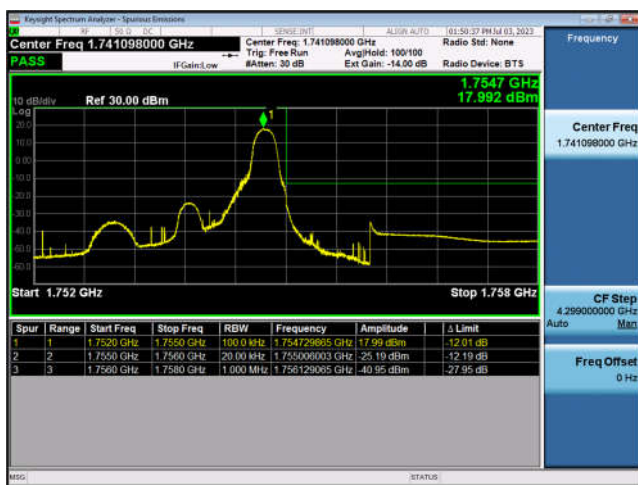 Keysight Spectrum Analyzer - Spurious Emissions
RF 50 Ω DC SENSE:INT ALIGN AUTO 01:50:37 PM Jul 03, 2023
Center Freq 1.741098000 GHz Center Freq: 1.741098000 GHz Radio Std: None Frequency
Trig: Free Run Avg|Hold: 100/100
PASS IFGain:Low #Atten: 30 dB Ext Gain: -14.00 dB Radio Device: BTS
1.7547 GHz
10 dB/div Ref 30.00 dBm 17.992 dBm
Log
1
20.0
10.0
0.00
-10.0
-20.0
-30.0
-40.0
-50.0
-60.0
Center Freq
1.741098000 GHz
Start 1.752 GHz Stop 1.758 GHz
CF Step
4.299000000 GHz
Auto Man
Spur Range Start Freq Stop Freq RBW Frequency Amplitude Δ Limit
1 1 1.7520 GHz 1.7550 GHz 100.0 kHz 1.754729865 GHz 17.99 dBm -12.01 dB
2 2 1.7550 GHz 1.7560 GHz 20.00 kHz 1.755006003 GHz -25.19 dBm -12.19 dB
3 3 1.7560 GHz 1.7580 GHz 1.000 MHz 1.756129065 GHz -40.95 dBm -27.95 dB
Freq Offset
0 Hz
MSG STATUS